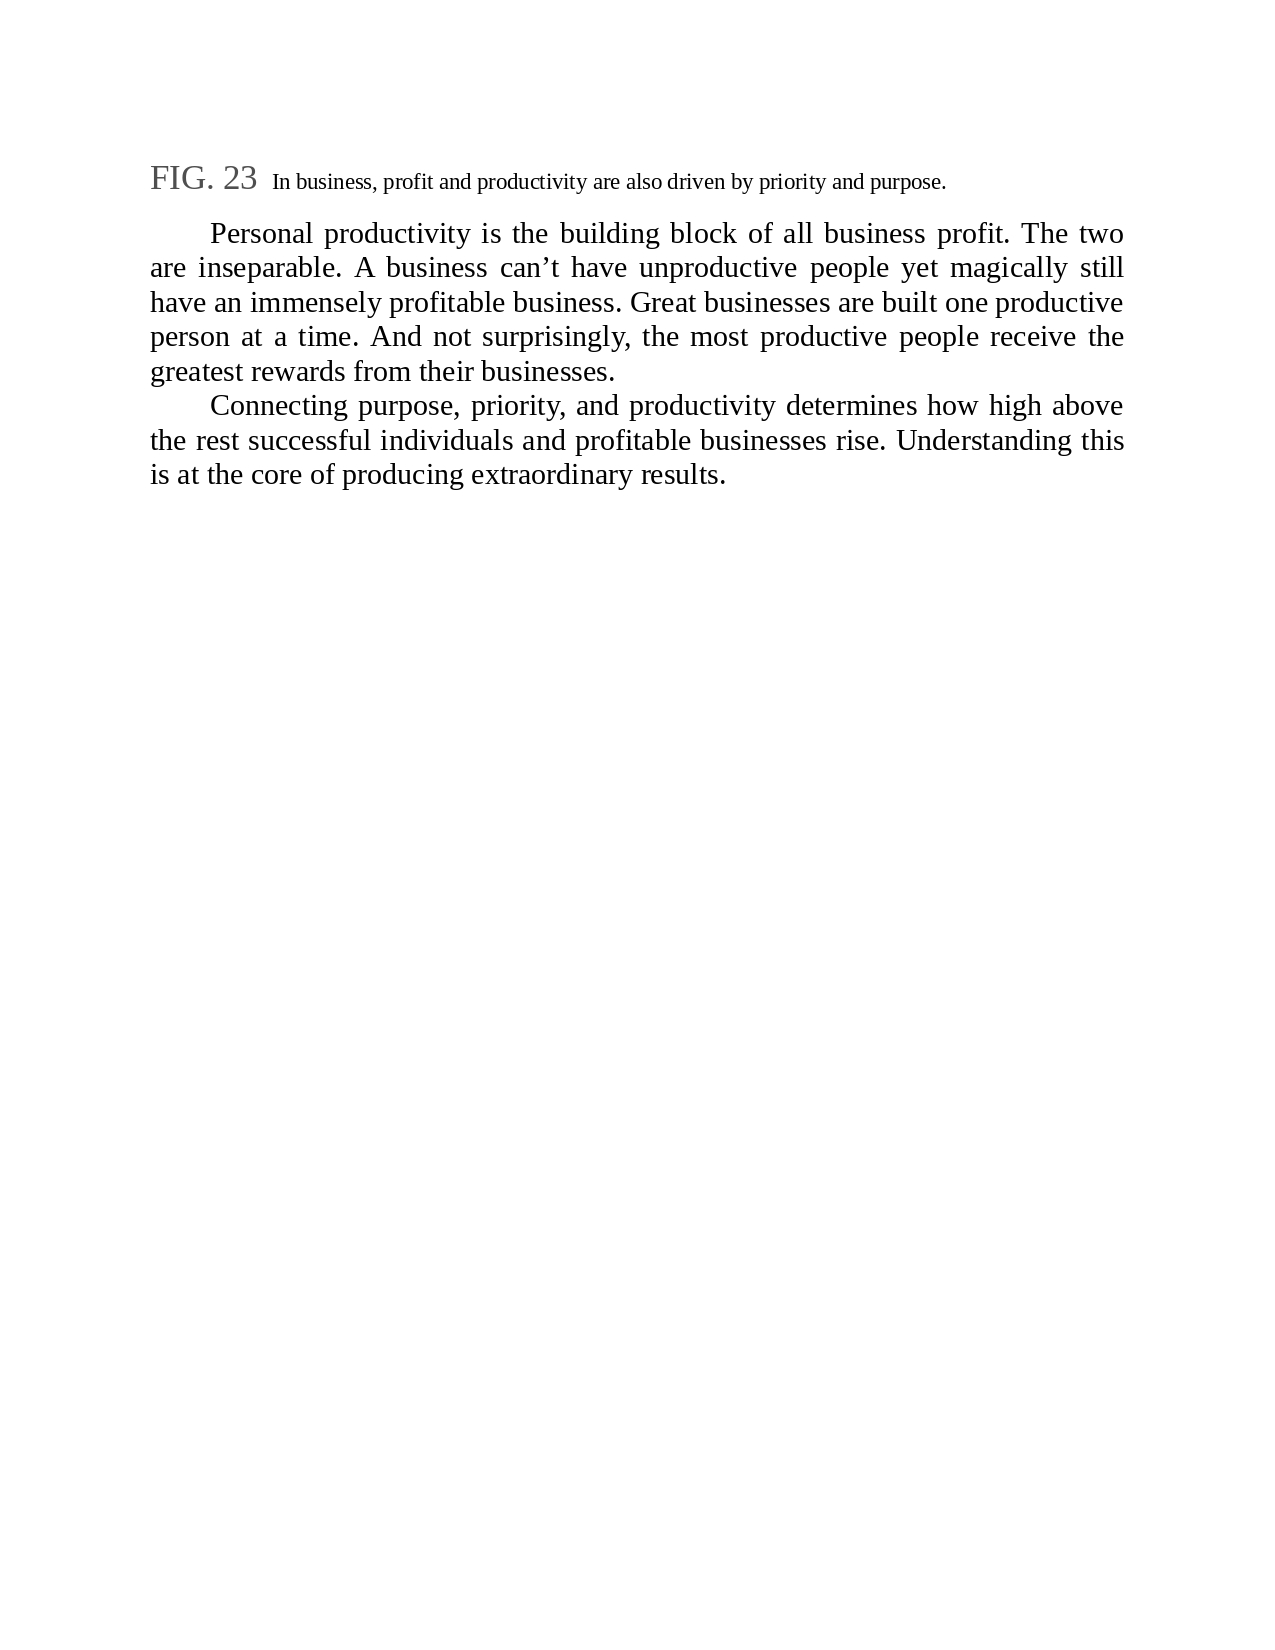 FIG. 23 In business, profit and productivity are also driven by priority and purpose.
Personal productivity is the building block of all business profit. The two
are inseparable. A business can’t have unproductive people yet magically still
have an immensely profitable business. Great businesses are built one productive
person at a time. And not surprisingly, the most productive people receive the
greatest rewards from their businesses.
Connecting purpose, priority, and productivity determines how high above
the rest successful individuals and profitable businesses rise. Understanding this
is at the core of producing extraordinary results.